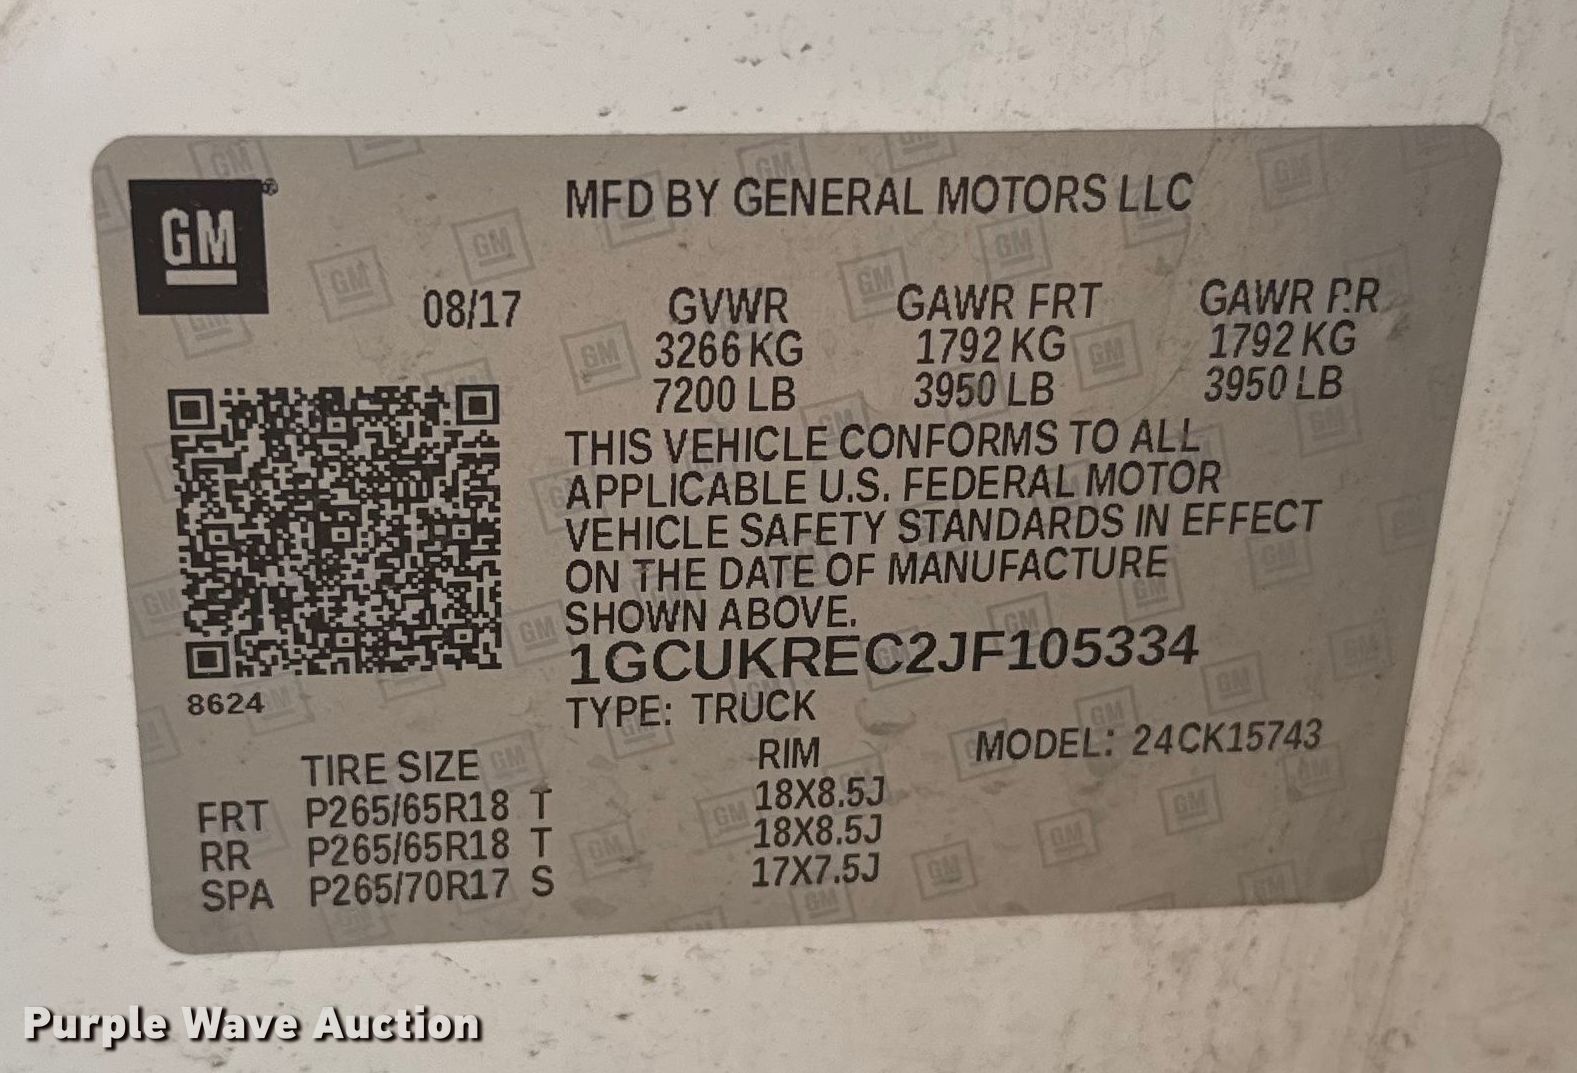 GM
MFD BY GENERAL MOTORS LLC
08/17 GVWR GAWR FRT GAWR RR
3266 KG 1792 KG 1792 KG
7200 LB 3950 LB 3950 LB
THIS VEHICLE CONFORMS TO ALL
APPLICABLE U.S. FEDERAL MOTOR
VEHICLE SAFETY STANDARDS IN EFFECT
ON THE DATE OF MANUFACTURE
SHOWN ABOVE.
1GCUKREC2JF105334
8624
TYPE: TRUCK
TIRE SIZE RIM MODEL: 24CK15743
FRT P265/65R18 T 18X8.5J
RR P265/65R18 T 18X8.5J
SPA P265/70R17 S 17X7.5J
Purple Wave Auction